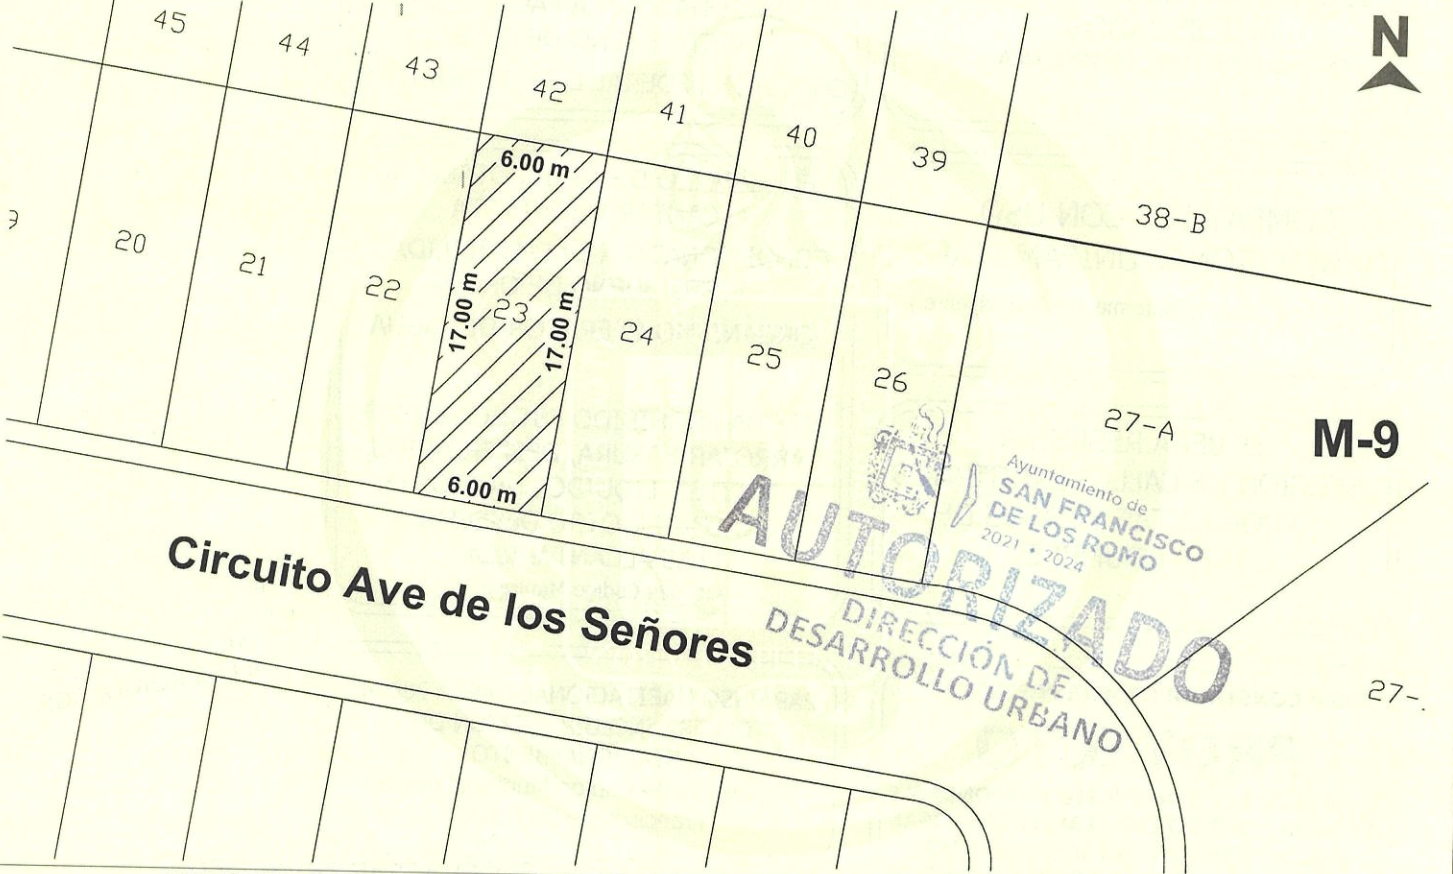 N
45
44
43
42
41
40
39
38-B
6.00 m
20
21
22
17.00 m
23
17.00 m
24
25
26
27-A
M-9
6.00 m
Circuito Ave de los Señores
Ayuntamiento de
SAN FRANCISCO
DE LOS ROMO
2021 • 2024
AUTORIZADO
DIRECCIÓN DE
DESARROLLO URBANO
27-